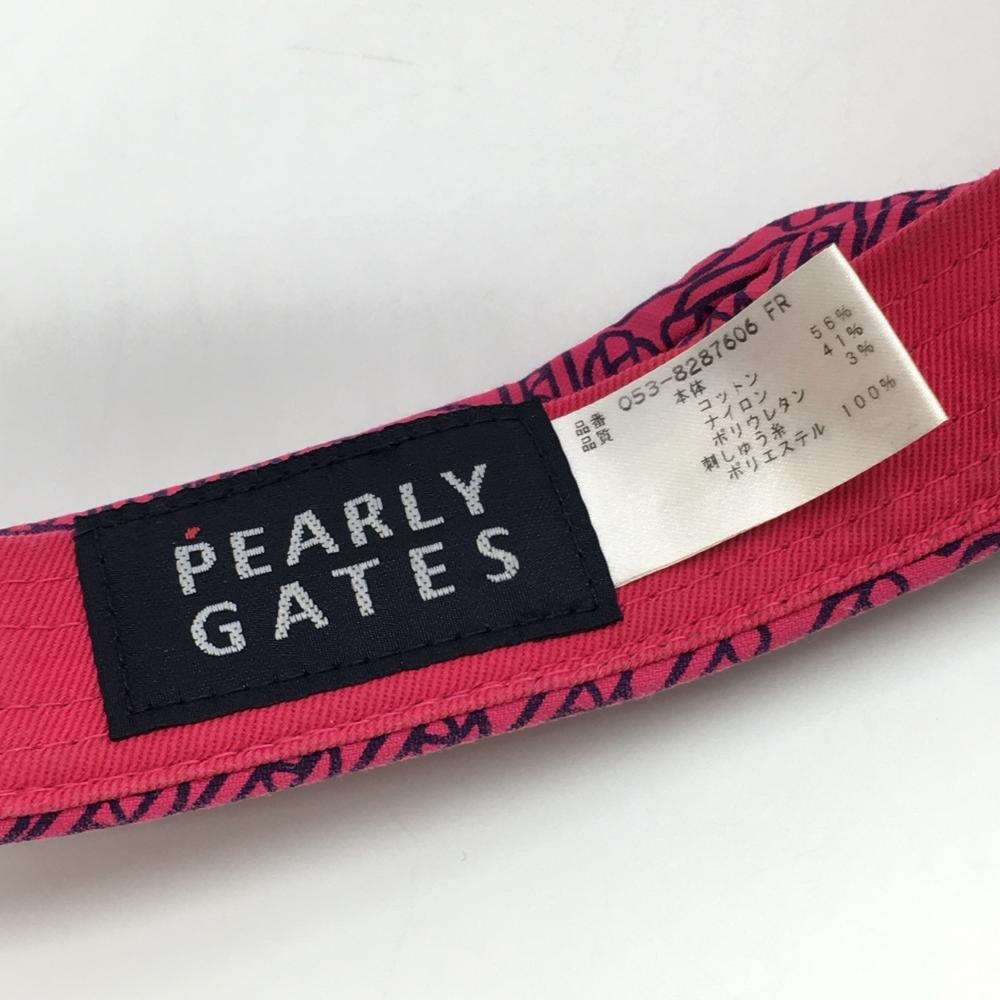 PEARLY
GATES
品番 053-8287606 FR
品質 本体
コットン 56%
ナイロン 41%
ポリウレタン 3%
刺しゅう糸
ポリエステル 100%